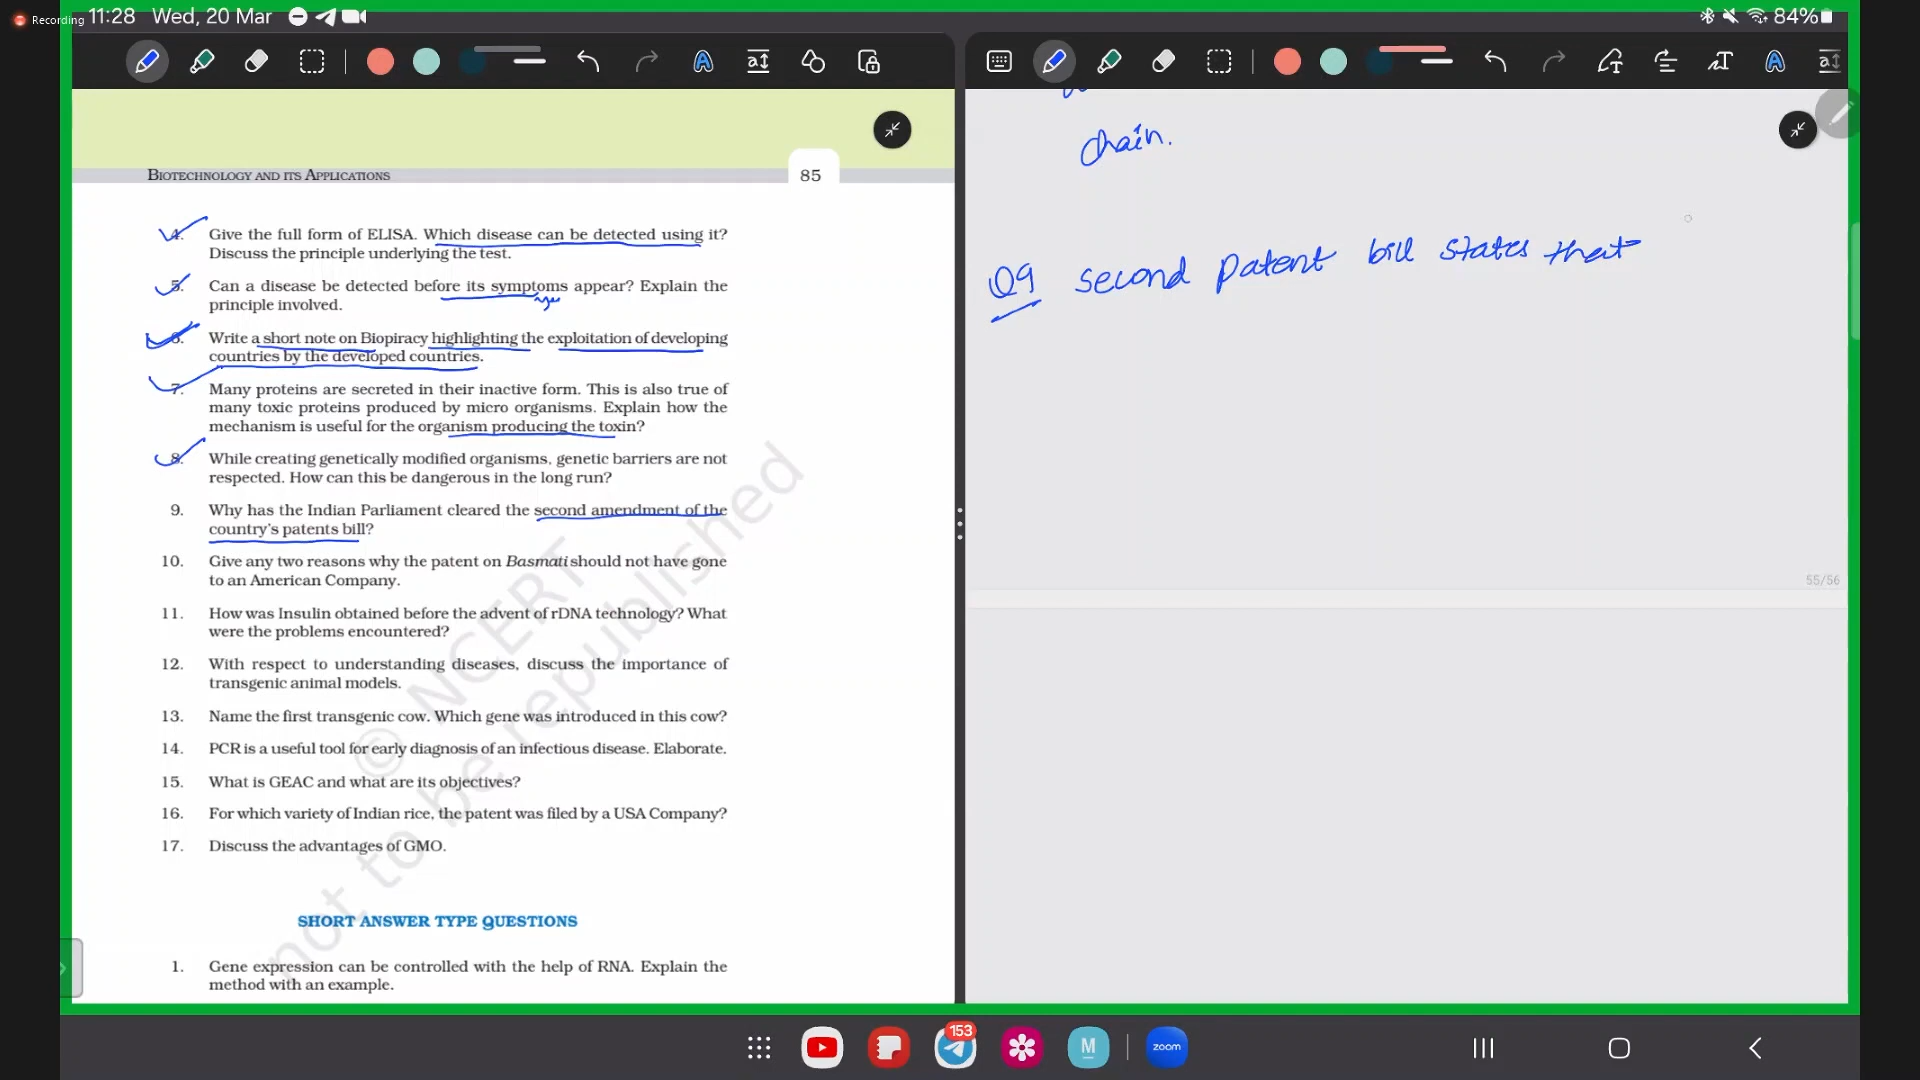 Recording 11:28 Wed, 20 Mar
84%
BIOTECHNOLOGY AND ITS APPLICATIONS
85
4. Give the full form of ELISA. Which disease can be detected using it?
Discuss the principle underlying the test.
5. Can a disease be detected before its symptoms appear? Explain the
principle involved.
6. Write a short note on Biopiracy highlighting the exploitation of developing
countries by the developed countries.
7. Many proteins are secreted in their inactive form. This is also true of
many toxic proteins produced by micro organisms. Explain how the
mechanism is useful for the organism producing the toxin?
8. While creating genetically modified organisms, genetic barriers are not
respected. How can this be dangerous in the long run?
9. Why has the Indian Parliament cleared the second amendment of the
country's patents bill?
10. Give any two reasons why the patent on Basmati should not have gone
to an American Company.
11. How was Insulin obtained before the advent of rDNA technology? What
were the problems encountered?
12. With respect to understanding diseases, discuss the importance of
transgenic animal models.
13. Name the first transgenic cow. Which gene was introduced in this cow?
14. PCR is a useful tool for early diagnosis of an infectious disease. Elaborate.
15. What is GEAC and what are its objectives?
16. For which variety of Indian rice, the patent was filed by a USA Company?
17. Discuss the advantages of GMO.
SHORT ANSWER TYPE QUESTIONS
1. Gene expression can be controlled with the help of RNA. Explain the
method with an example.
© NCERT
not to be republished
chain.
Q9 second patent bill states that
55/56
153
M
zoom